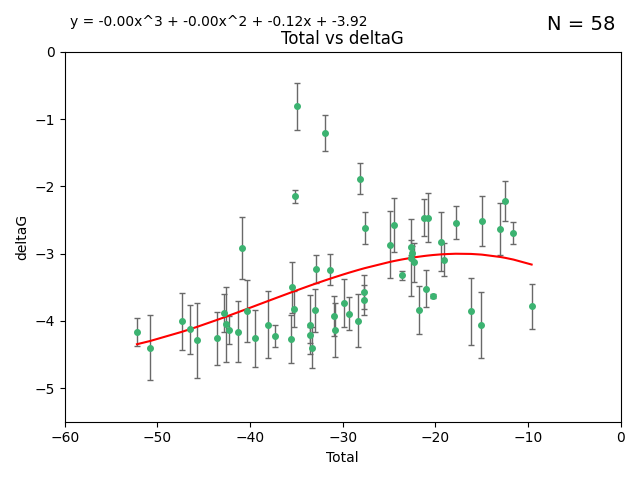 y = -0.00x^3 + -0.00x^2 + -0.12x + -3.92
N = 58
Total vs deltaG
0
−1
−2
−3
−4
−5
deltaG
−60 −50 −40 −30 −20 −10 0
Total